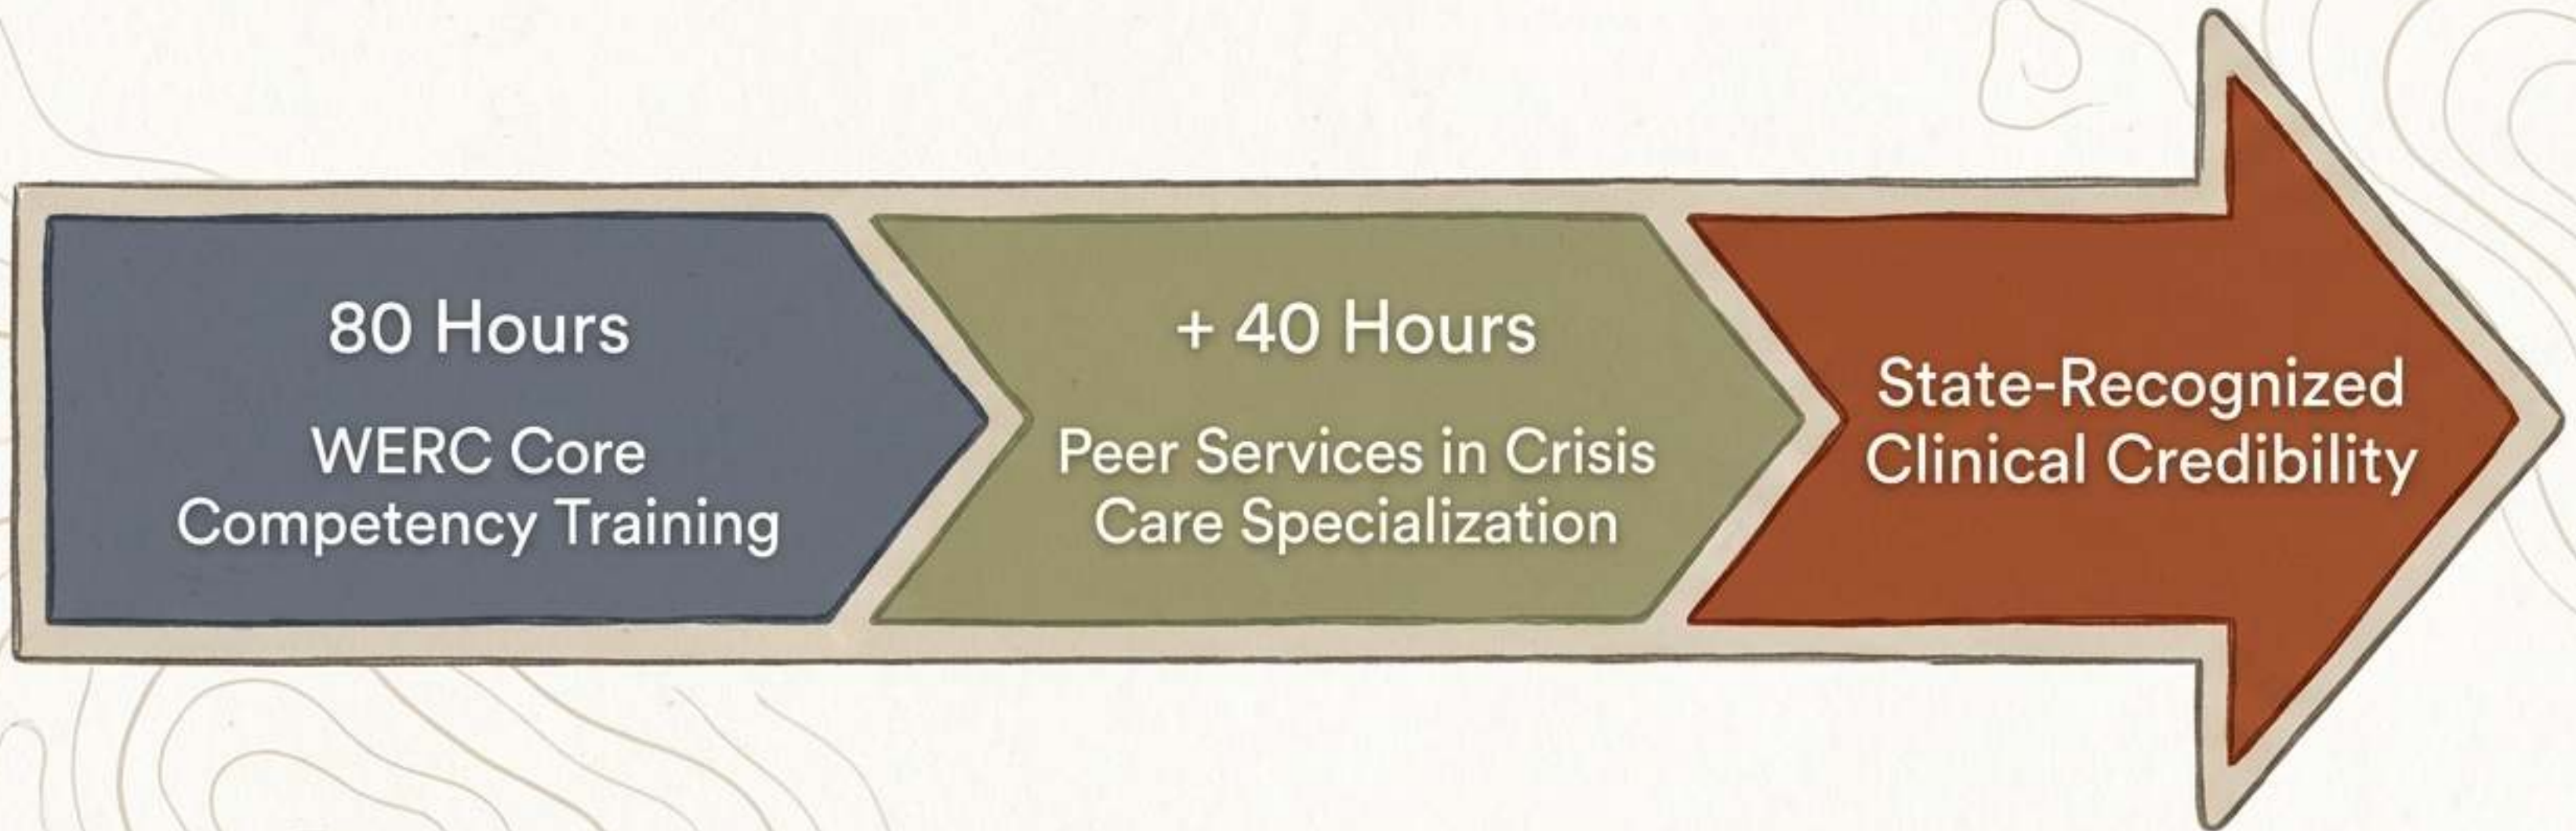 80 Hours
WERC Core
Competency Training
+ 40 Hours
Peer Services in Crisis
Care Specialization
State-Recognized
Clinical Credibility